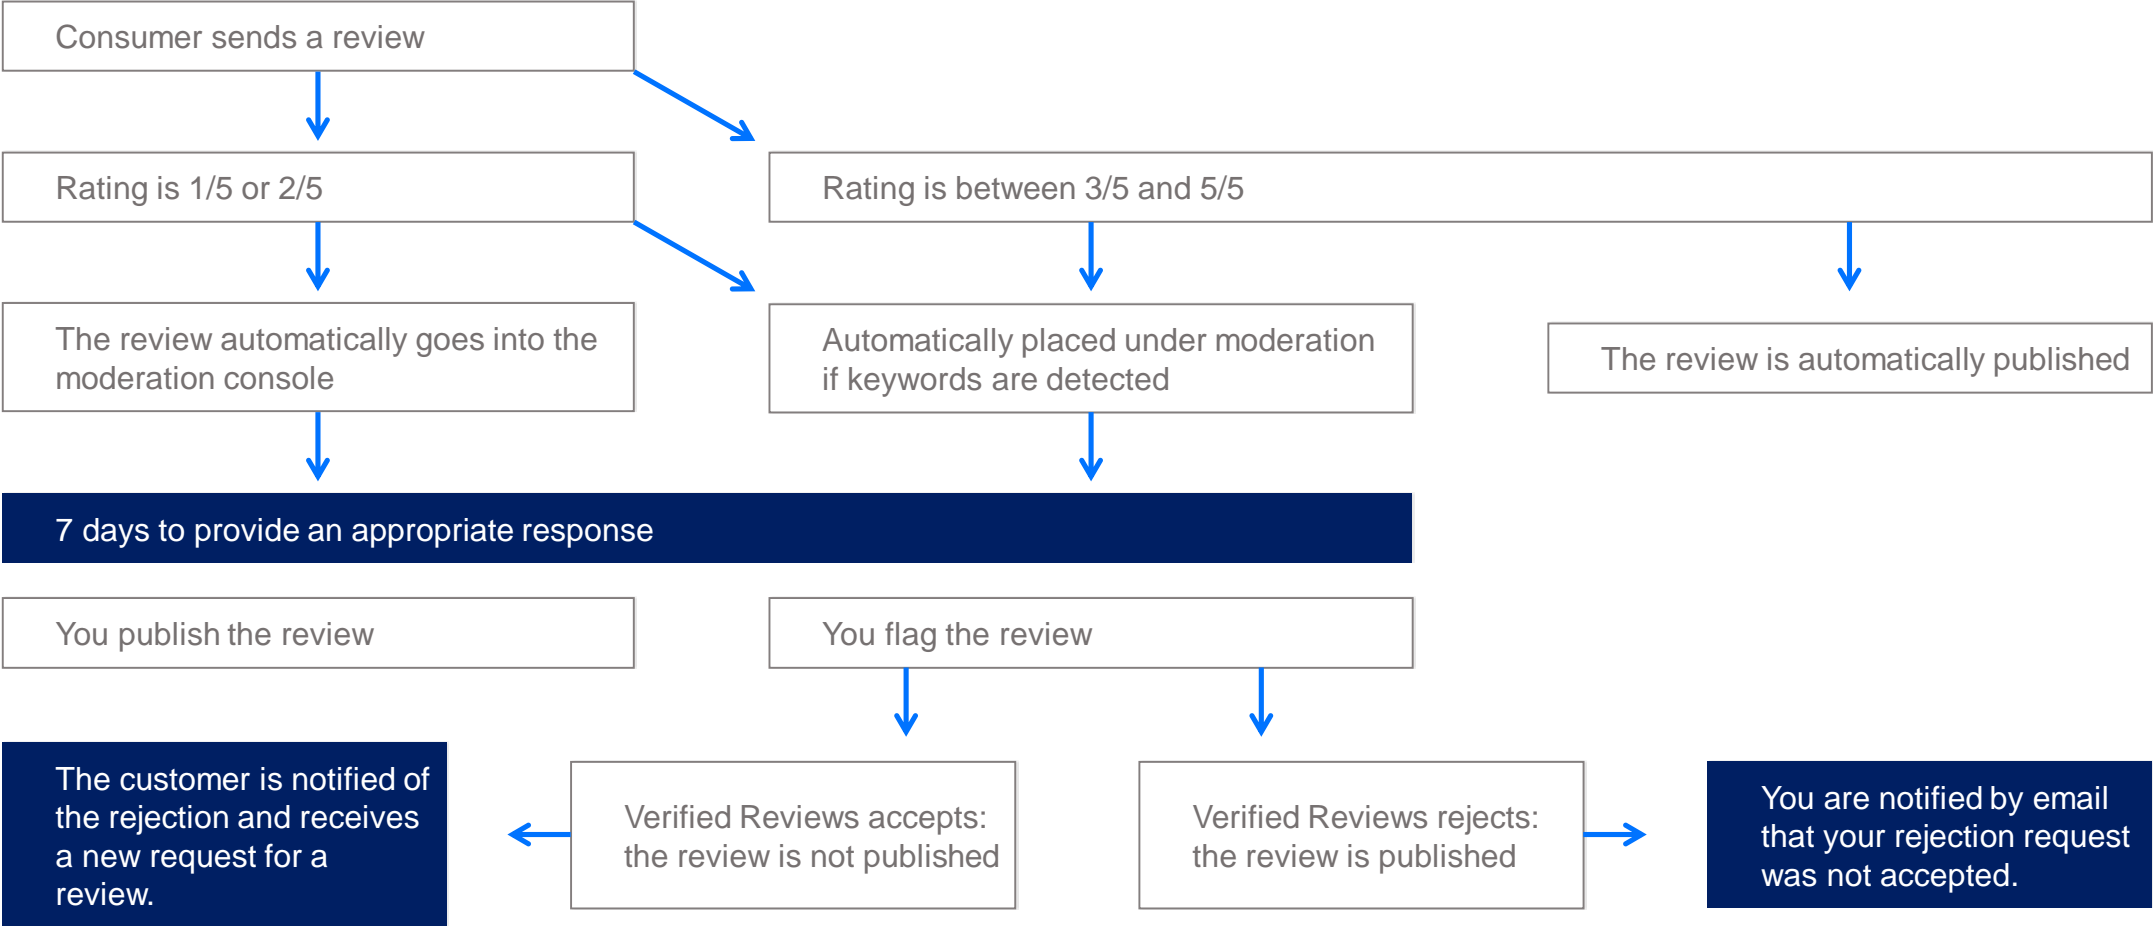 Consumer sends a review
Rating is 1/5 or 2/5
Rating is between 3/5 and 5/5
The review automatically goes into the
moderation console
Automatically placed under moderation
if keywords are detected
The review is automatically published
7 days to provide an appropriate response
You publish the review
You flag the review
The customer is notified of
the rejection and receives
a new request for a
review.
Verified Reviews accepts:
the review is not published
Verified Reviews rejects:
the review is published
You are notified by email
that your rejection request
was not accepted.